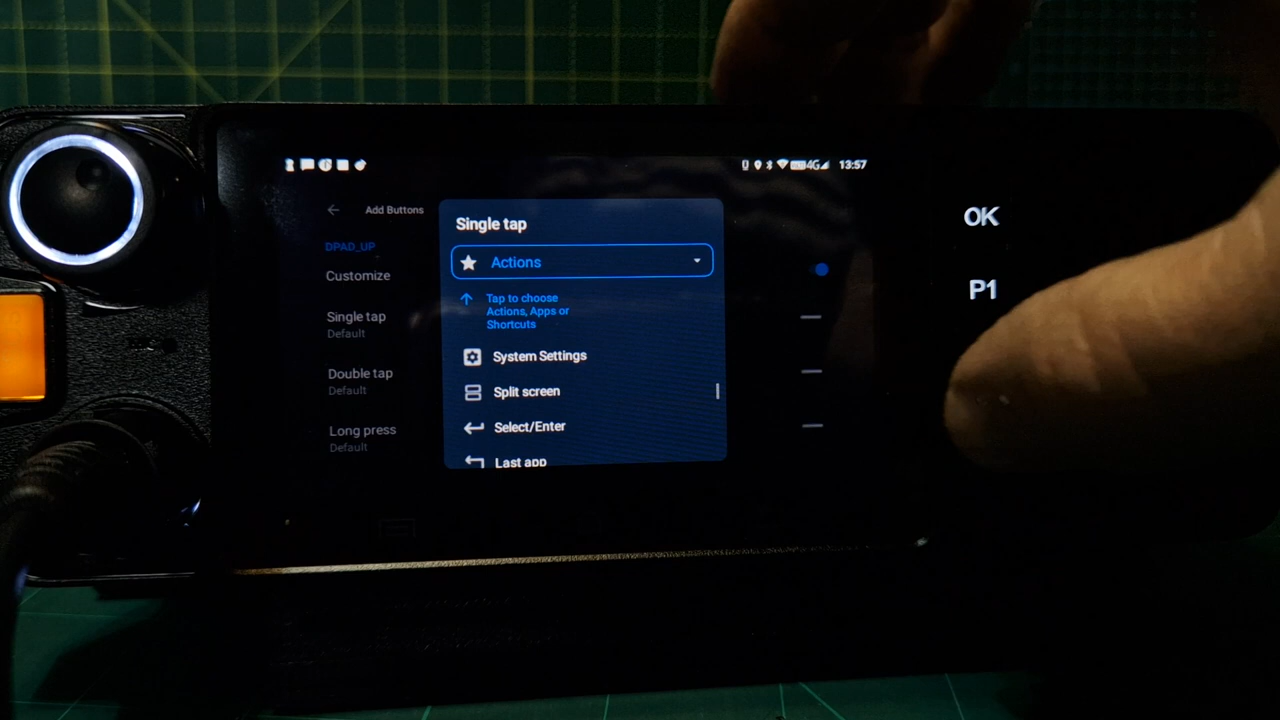 4G 13:57
Add Buttons
DPAD_UP
Customize
Single tap
Default
Double tap
Default
Long press
Default
Single tap
Actions
Tap to choose
Actions, Apps or
Shortcuts
System Settings
Split screen
Select/Enter
Last app
OK
P1